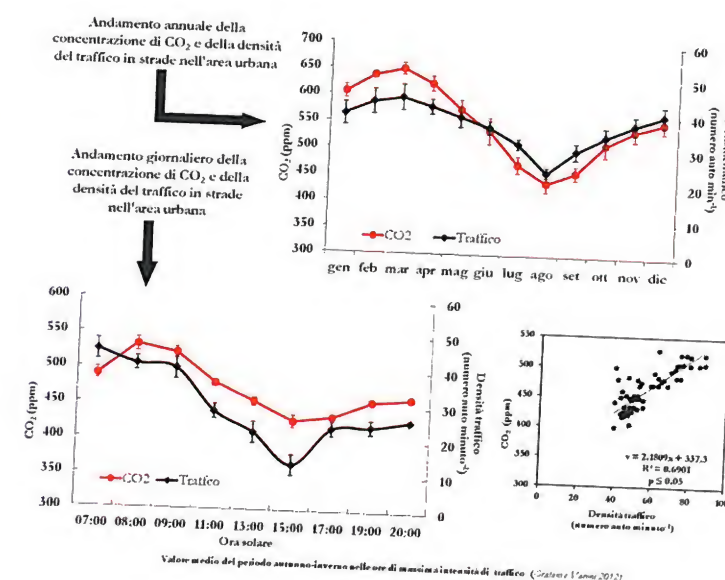 Andamento annuale della
concentrazione di CO₂ e della densità
del traffico in strade nell'area urbana
700
650
600
550
500
450
400
350
300
CO₂ (ppm)
60
50
40
30
20
10
0
(numero auto min⁻¹)
CO2
Traffico
gen feb mar apr mag giu lug ago set ott nov dic
Andamento giornaliero della
concentrazione di CO₂ e della
densità del traffico in strade
nell'area urbana
600
550
500
450
400
350
300
CO₂ (ppm)
60
50
40
30
20
10
0
Densità traffico
(numero auto minuto⁻¹)
CO2
Traffico
07:00 08:00 09:00 11:00 13:00 15:00 17:00 19:00 20:00
Ora solare
550
500
450
400
350
300
CO₂ (ppm)
y = 2.1809x + 337.3
R² = 0.6901
p ≤ 0.05
0 20 40 60 80 100
Densità traffico
(numero auto minuto⁻¹)
Valore medio del periodo autunno-inverno nelle ore di massima intensità di traffico